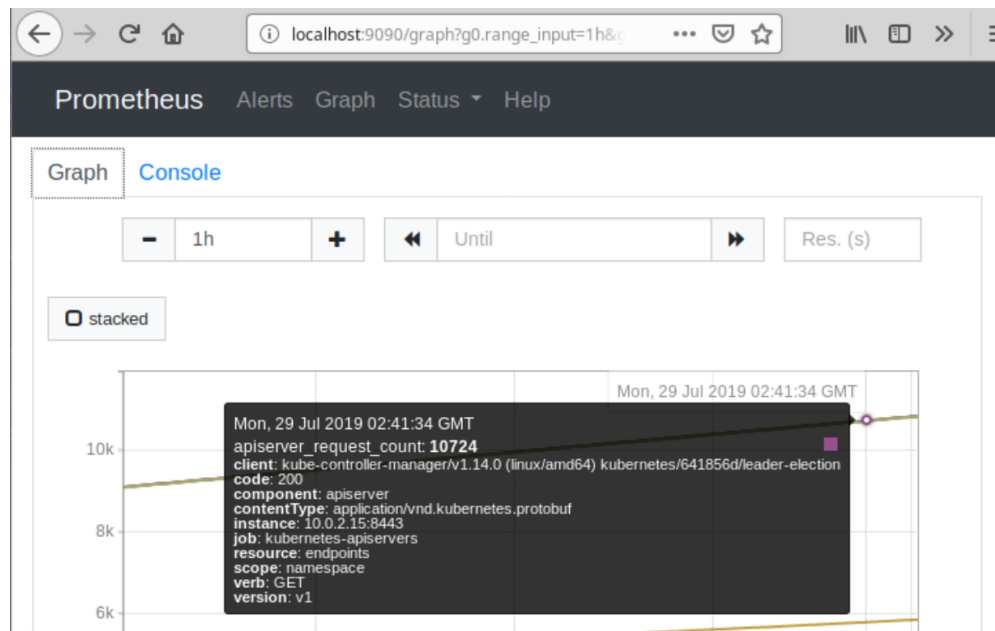 localhost:9090/graph?g0.range_input=1h&g
Prometheus Alerts Graph Status Help
Graph Console
1h Until Res. (s)
stacked
Mon, 29 Jul 2019 02:41:34 GMT
Mon, 29 Jul 2019 02:41:34 GMT
apiserver_request_count: 10724
client: kube-controller-manager/v1.14.0 (linux/amd64) kubernetes/641856d/leader-election
code: 200
component: apiserver
contentType: application/vnd.kubernetes.protobuf
instance: 10.0.2.15:8443
job: kubernetes-apiservers
resource: endpoints
scope: namespace
verb: GET
version: v1
10k
8k
6k